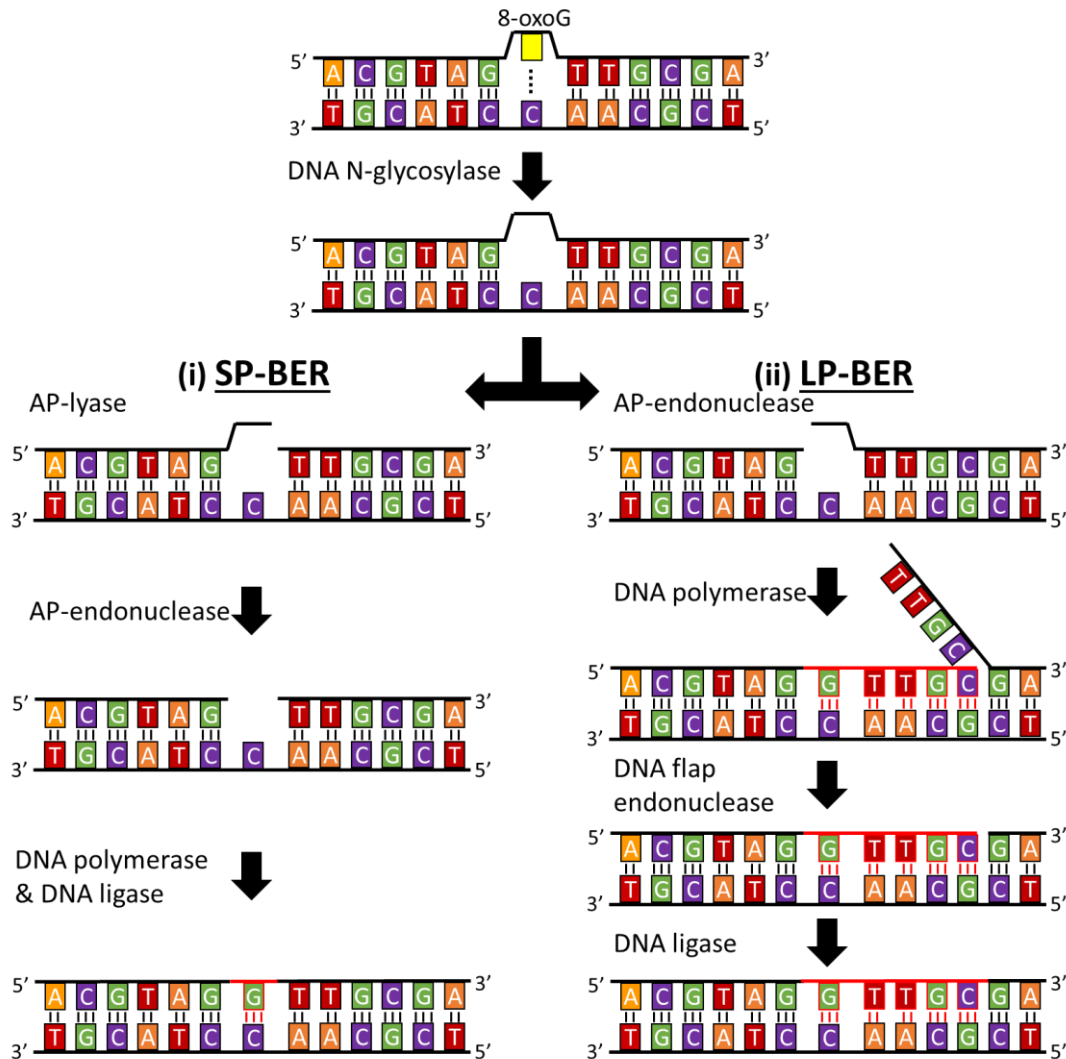 8-oxoG
5’ 3’
A C G T A G T T G C G A
T G C A T C C A A C G C T
3’ 5’
DNA N-glycosylase
5’ 3’
A C G T A G T T G C G A
T G C A T C C A A C G C T
3’ 5’
(i) SP-BER
AP-lyase
5’ 3’
A C G T A G T T G C G A
T G C A T C C A A C G C T
3’ 5’
AP-endonuclease
5’ 3’
A C G T A G T T G C G A
T G C A T C C A A C G C T
3’ 5’
DNA polymerase
& DNA ligase
5’ 3’
A C G T A G G T T G C G A
T G C A T C C A A C G C T
3’ 5’
(ii) LP-BER
AP-endonuclease
5’ 3’
A C G T A G T T G C G A
T G C A T C C A A C G C T
3’ 5’
DNA polymerase
T T G C
5’ 3’
A C G T A G G T T G C G A
T G C A T C C A A C G C T
3’ 5’
DNA flap
endonuclease
5’ 3’
A C G T A G G T T G C G A
T G C A T C C A A C G C T
3’ 5’
DNA ligase
5’ 3’
A C G T A G G T T G C G A
T G C A T C C A A C G C T
3’ 5’